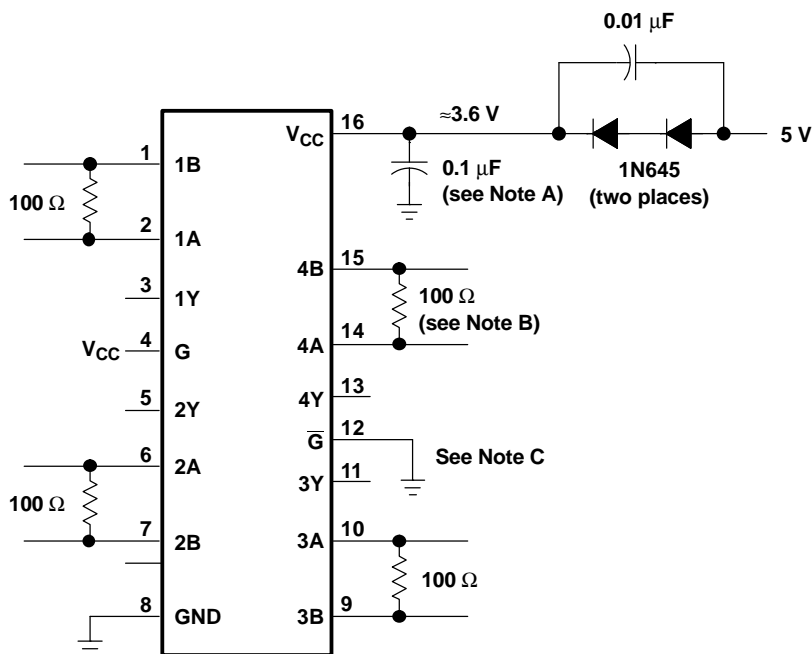 0.01 µF
≈3.6 V
5 V
1N645
(two places)
16
VCC
0.1 µF
(see Note A)
1
1B
100 Ω
2
1A
3
1Y
VCC
4
G
5
2Y
6
2A
100 Ω
7
2B
8
GND
15
4B
100 Ω
(see Note B)
14
4A
13
4Y
12
G̅
See Note C
11
3Y
10
3A
100 Ω
9
3B